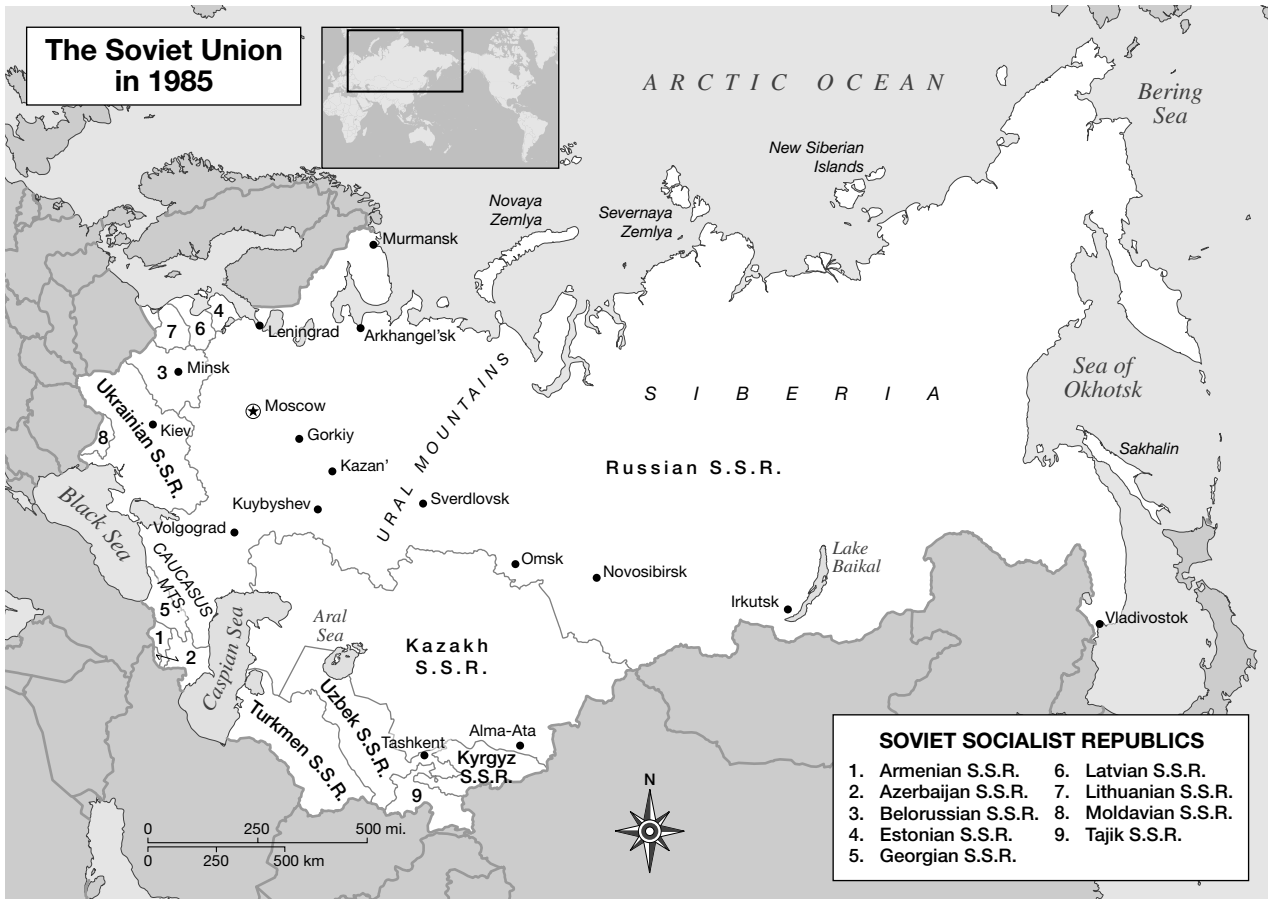 The Soviet Union
in 1985
ARCTIC OCEAN
Bering
Sea
New Siberian
Islands
Novaya
Zemlya
Severnaya
Zemlya
Murmansk
4
7
6
Leningrad
Arkhangel'sk
3
Minsk
Sea of
Okhotsk
SIBERIA
URAL MOUNTAINS
Ukrainian S.S.R.
Moscow
8
Kiev
Gorkiy
Sakhalin
Kazan'
Russian S.S.R.
Black Sea
Kuybyshev
Sverdlovsk
Volgograd
CAUCASUS
MTS.
Omsk
Lake
Baikal
Novosibirsk
Irkutsk
5
Vladivostok
Aral
Sea
1
2
Caspian Sea
Kazakh
S.S.R.
Uzbek S.S.R.
Turkmen S.S.R.
Alma-Ata
Tashkent
Kyrgyz
S.S.R.
9
N
0 250 500 mi.
0 250 500 km
SOVIET SOCIALIST REPUBLICS
1. Armenian S.S.R.
2. Azerbaijan S.S.R.
3. Belorussian S.S.R.
4. Estonian S.S.R.
5. Georgian S.S.R.
6. Latvian S.S.R.
7. Lithuanian S.S.R.
8. Moldavian S.S.R.
9. Tajik S.S.R.